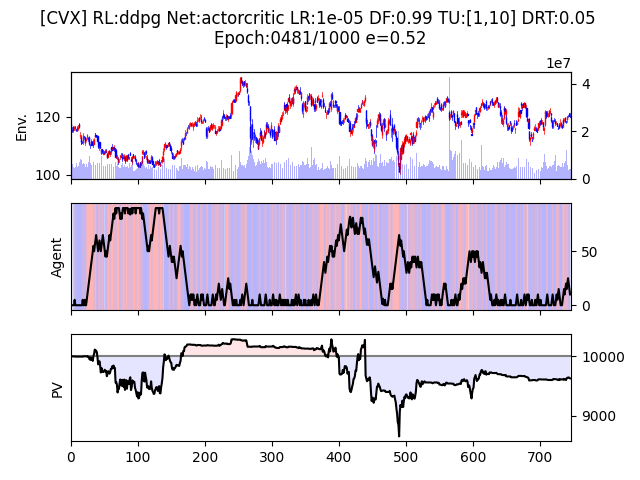 [CVX] RL:ddpg Net:actorcritic LR:1e-05 DF:0.99 TU:[1,10] DRT:0.05
Epoch:0481/1000 e=0.52
1e7
Env.
120
100
4
2
0
Agent
50
0
PV
10000
9000
0 100 200 300 400 500 600 700